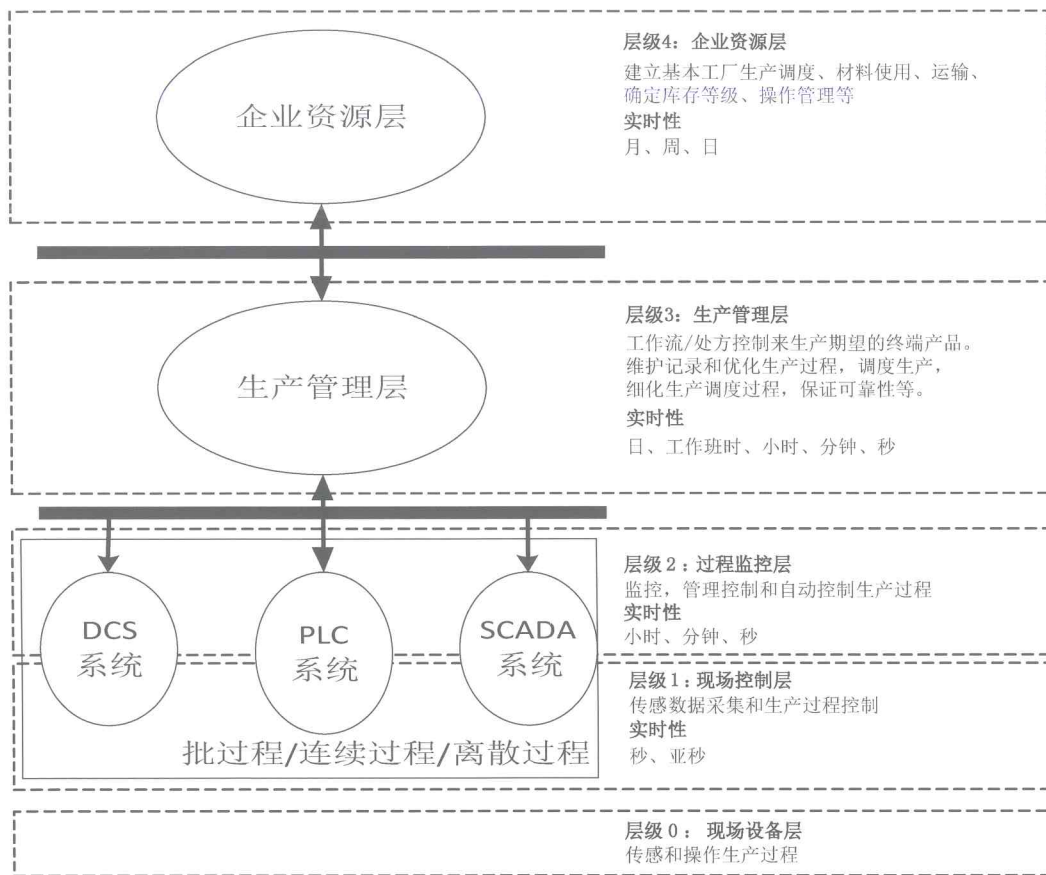 企业资源层
层级4：企业资源层
建立基本工厂生产调度、材料使用、运输、
确定库存等级、操作管理等
实时性
月、周、日
生产管理层
层级3：生产管理层
工作流/处方控制来生产期望的终端产品。
维护记录和优化生产过程，调度生产，
细化生产调度过程，保证可靠性等。
实时性
日、工作班时、小时、分钟、秒
DCS
系统
PLC
系统
SCADA
系统
层级 2：过程监控层
监控，管理控制和自动控制生产过程
实时性
小时、分钟、秒
层级 1：现场控制层
传感数据采集和生产过程控制
实时性
秒、亚秒
批过程/连续过程/离散过程
层级 0： 现场设备层
传感和操作生产过程